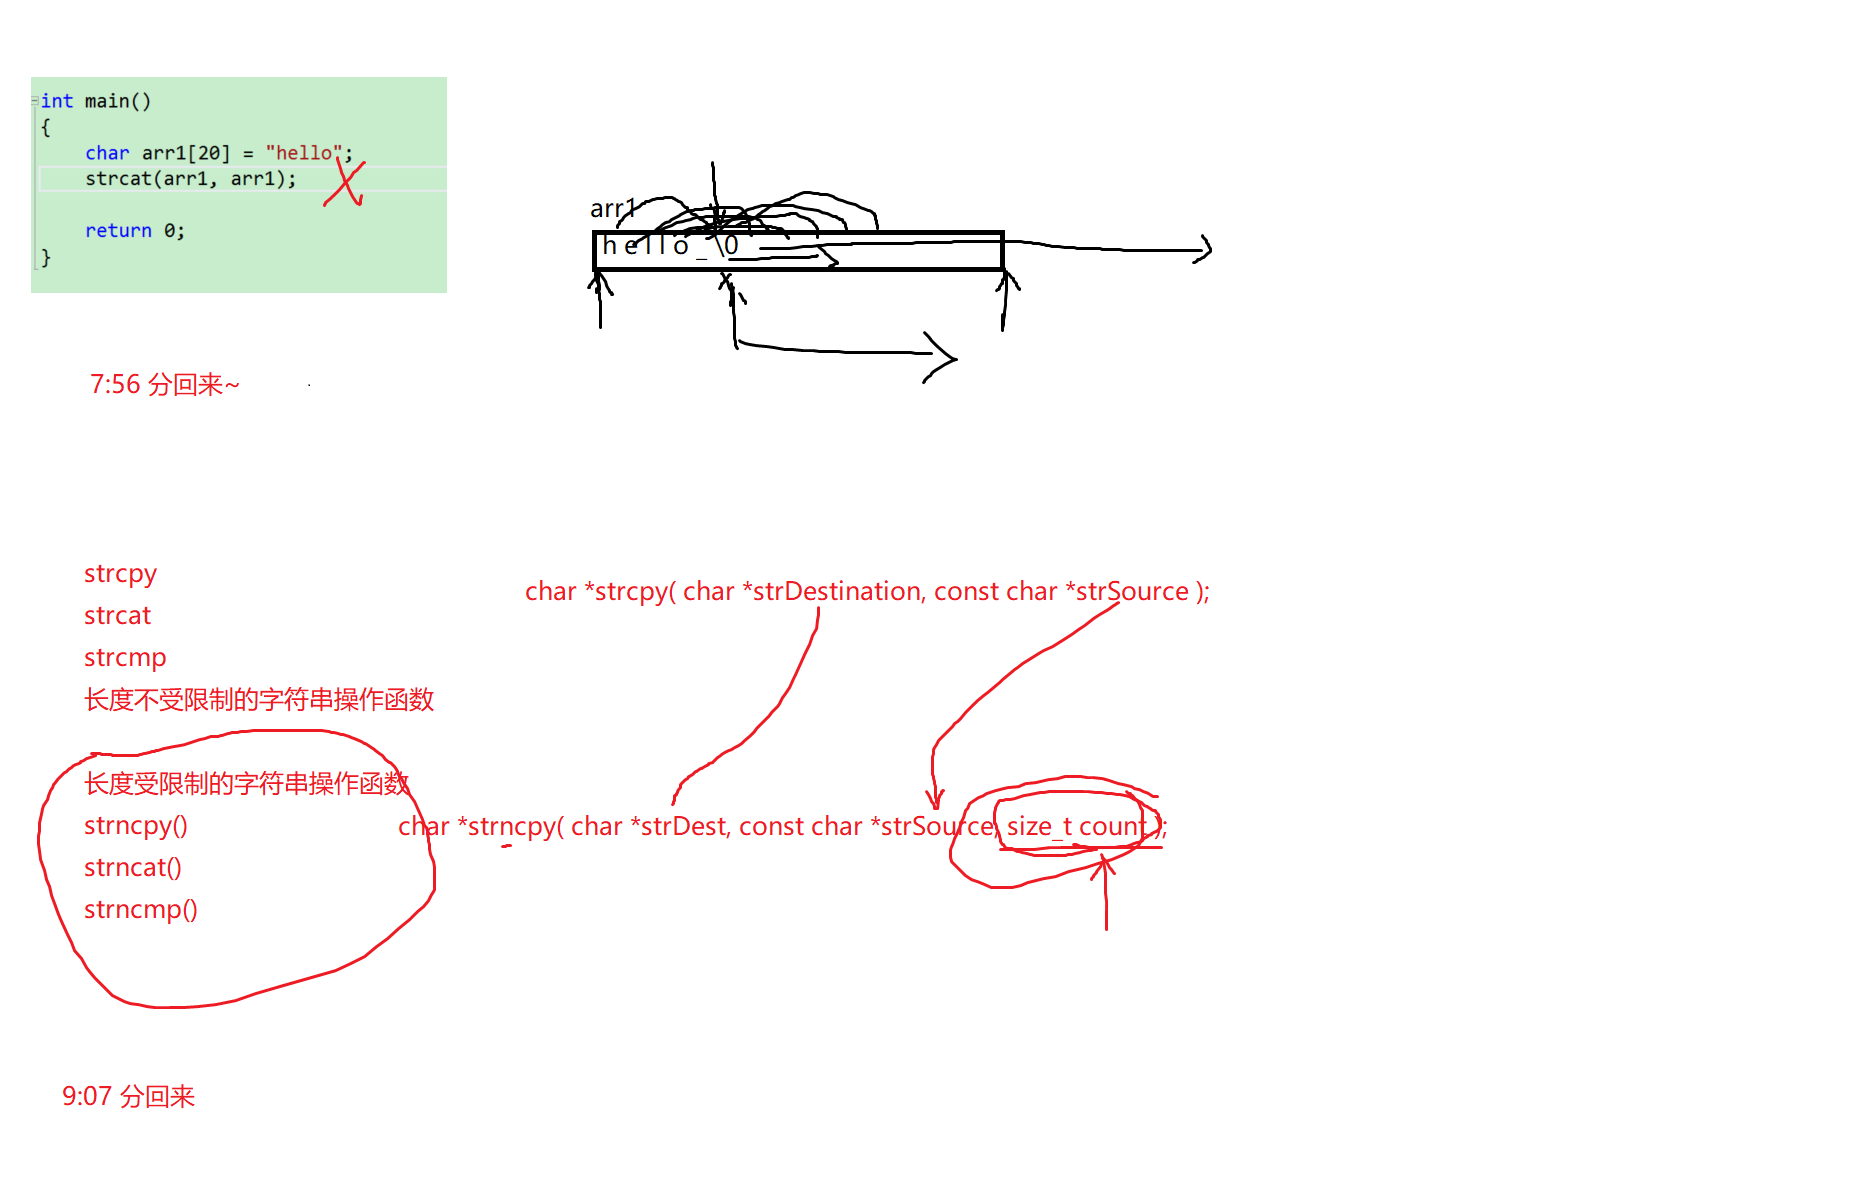 int main()
{
char arr1[20] = "hello";
strcat(arr1, arr1);
return 0;
}
arr1
h e l l o _ \0
7:56 分回来~
strcpy
strcat
strcmp
长度不受限制的字符串操作函数
char *strcpy( char *strDestination, const char *strSource );
长度受限制的字符串操作函数
strncpy()
strncat()
strncmp()
char *strncpy( char *strDest, const char *strSource, size_t count );
9:07 分回来